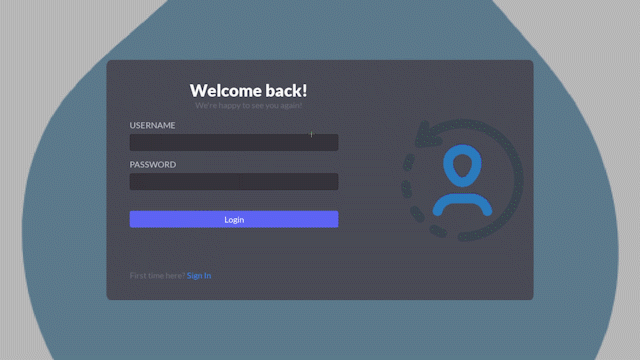 Welcome back!
We're happy to see you again!
USERNAME
PASSWORD
Login
First time here? Sign In